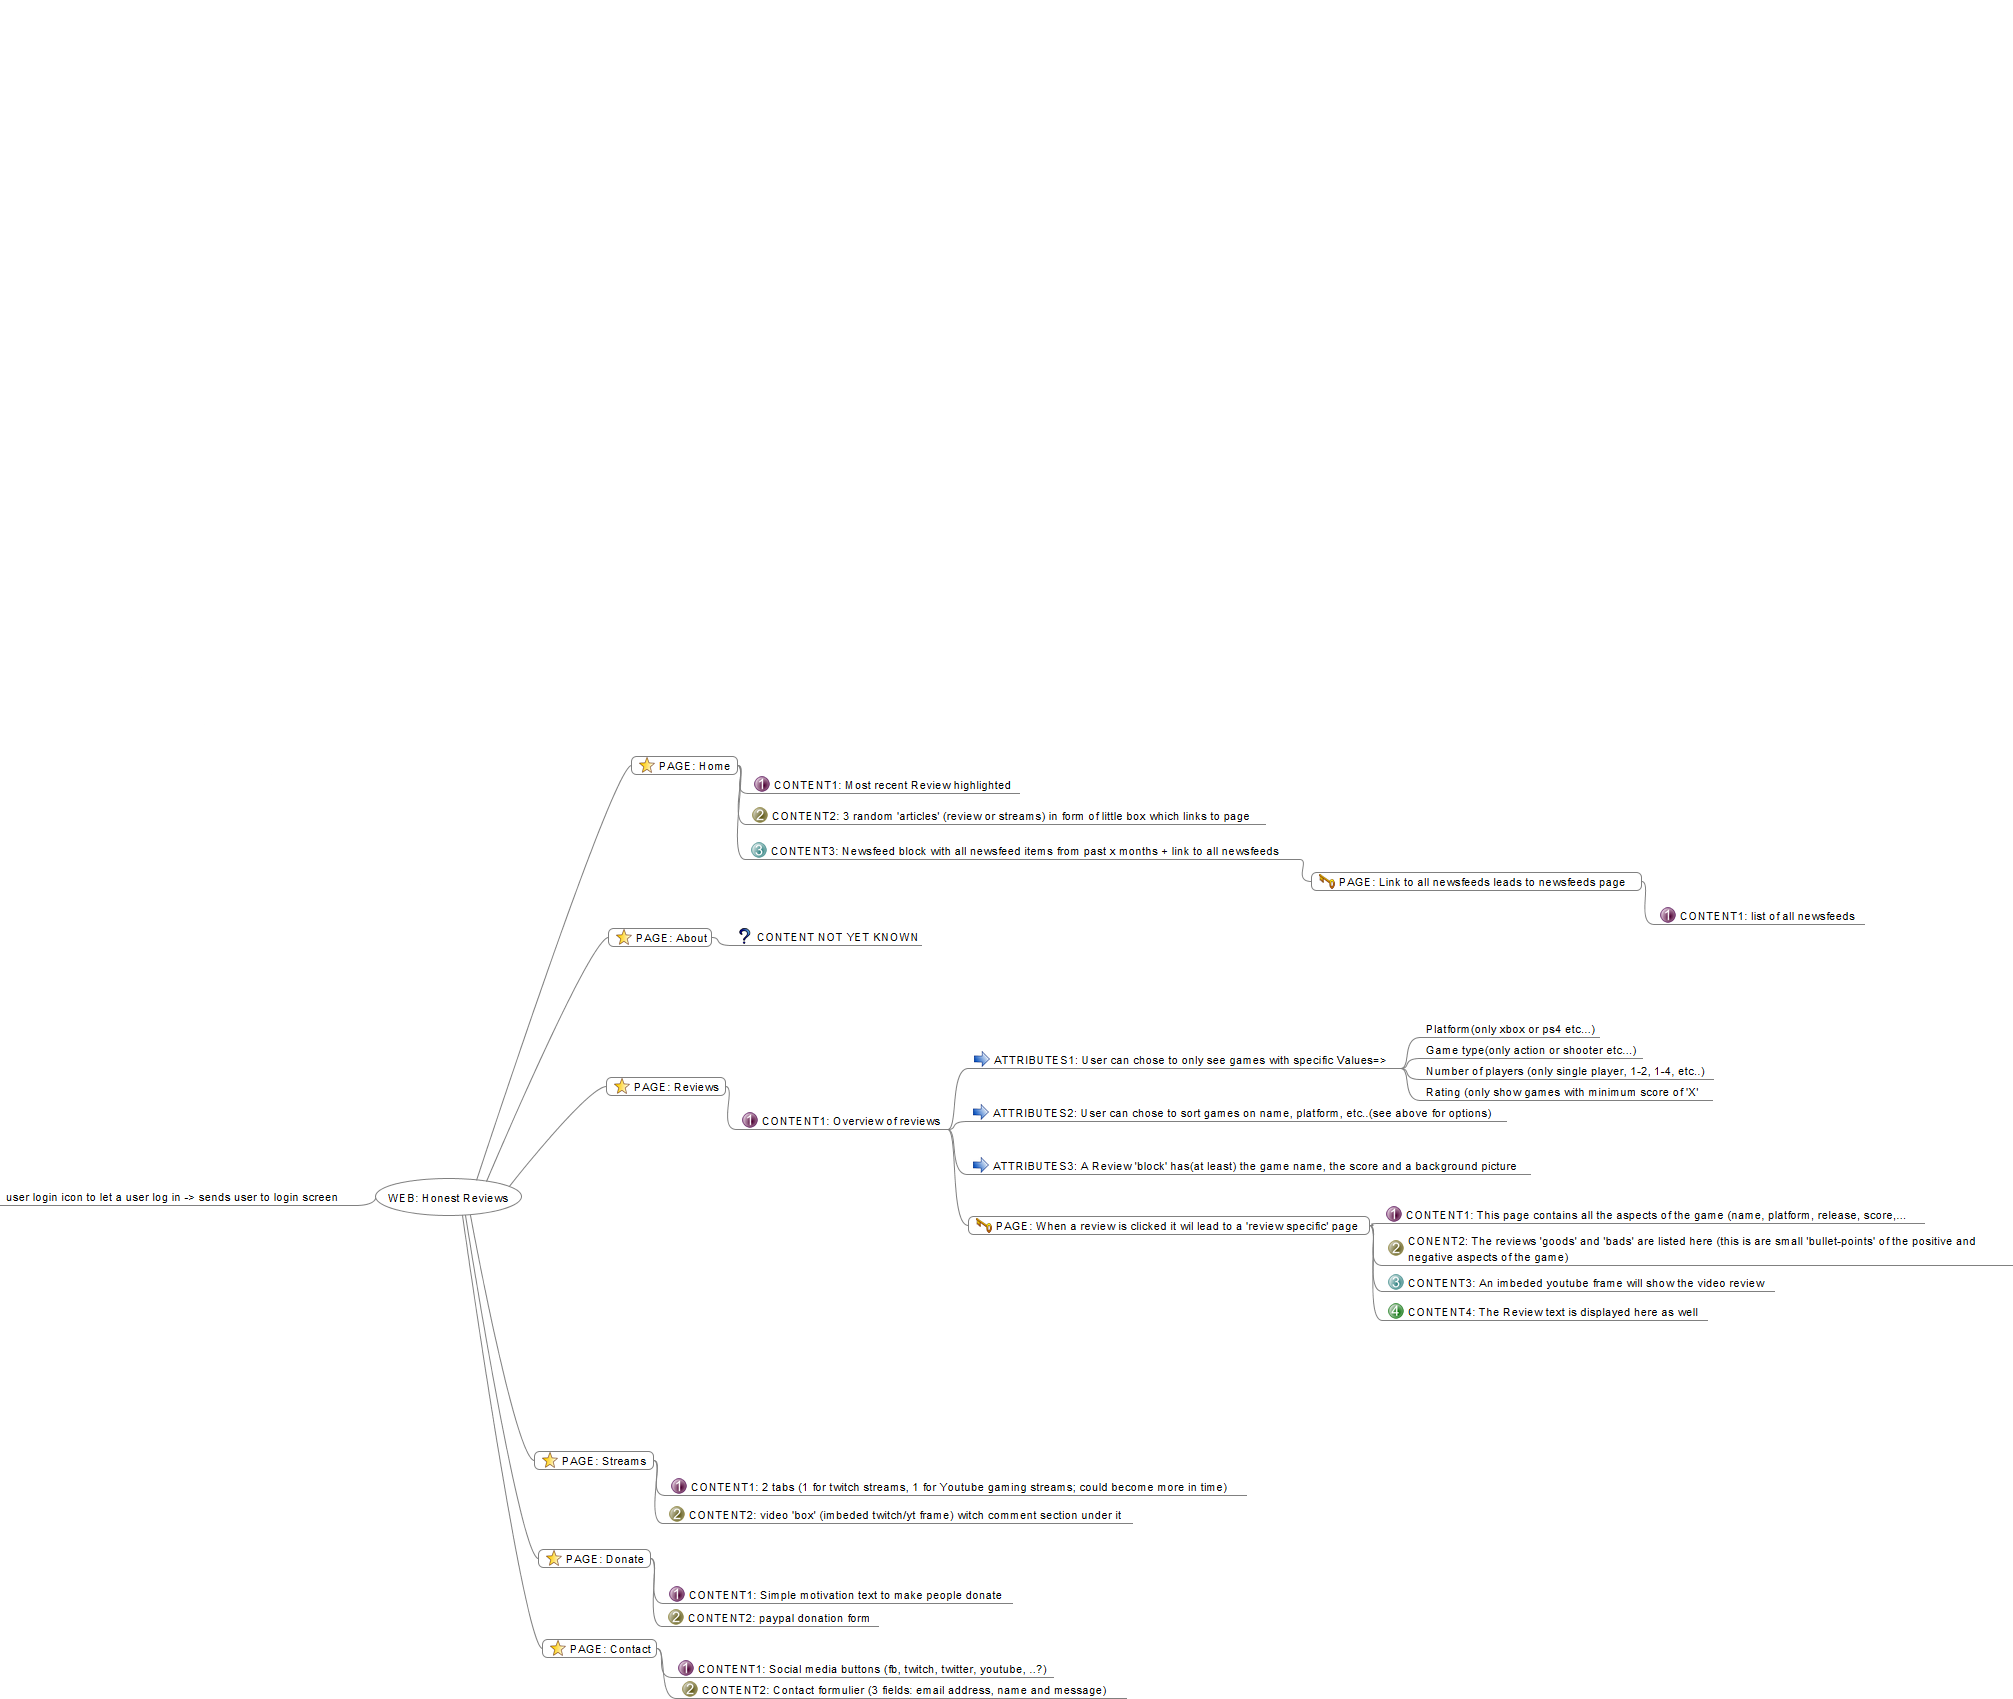 PAGE: Home
1 CONTENT1: Most recent Review highlighted
2 CONTENT2: 3 random 'articles' (review or streams) in form of little box which links to page
3 CONTENT3: Newsfeed block with all newsfeed items from past x months + link to all newsfeeds
PAGE: Link to all newsfeeds leads to newsfeeds page
1 CONTENT1: list of all newsfeeds
PAGE: About
? CONTENT NOT YET KNOWN
PAGE: Reviews
1 CONTENT1: Overview of reviews
ATTRIBUTES1: User can chose to only see games with specific Values=>
Platform(only xbox or ps4 etc...)
Game type(only action or shooter etc...)
Number of players (only single player, 1-2, 1-4, etc..)
Rating (only show games with minimum score of 'X'
ATTRIBUTES2: User can chose to sort games on name, platform, etc..(see above for options)
ATTRIBUTES3: A Review 'block' has(at least) the game name, the score and a background picture
PAGE: When a review is clicked it wil lead to a 'review specific' page
1 CONTENT1: This page contains all the aspects of the game (name, platform, release, score,...
2 CONENT2: The reviews 'goods' and 'bads' are listed here (this is are small 'bullet-points' of the positive and
negative aspects of the game)
3 CONTENT3: An imbeded youtube frame will show the video review
4 CONTENT4: The Review text is displayed here as well
user login icon to let a user log in -> sends user to login screen
WEB: Honest Reviews
PAGE: Streams
1 CONTENT1: 2 tabs (1 for twitch streams, 1 for Youtube gaming streams; could become more in time)
2 CONTENT2: video 'box' (imbeded twitch/yt frame) witch comment section under it
PAGE: Donate
1 CONTENT1: Simple motivation text to make people donate
2 CONTENT2: paypal donation form
PAGE: Contact
1 CONTENT1: Social media buttons (fb, twitch, twitter, youtube, ..?)
2 CONTENT2: Contact formulier (3 fields: email address, name and message)